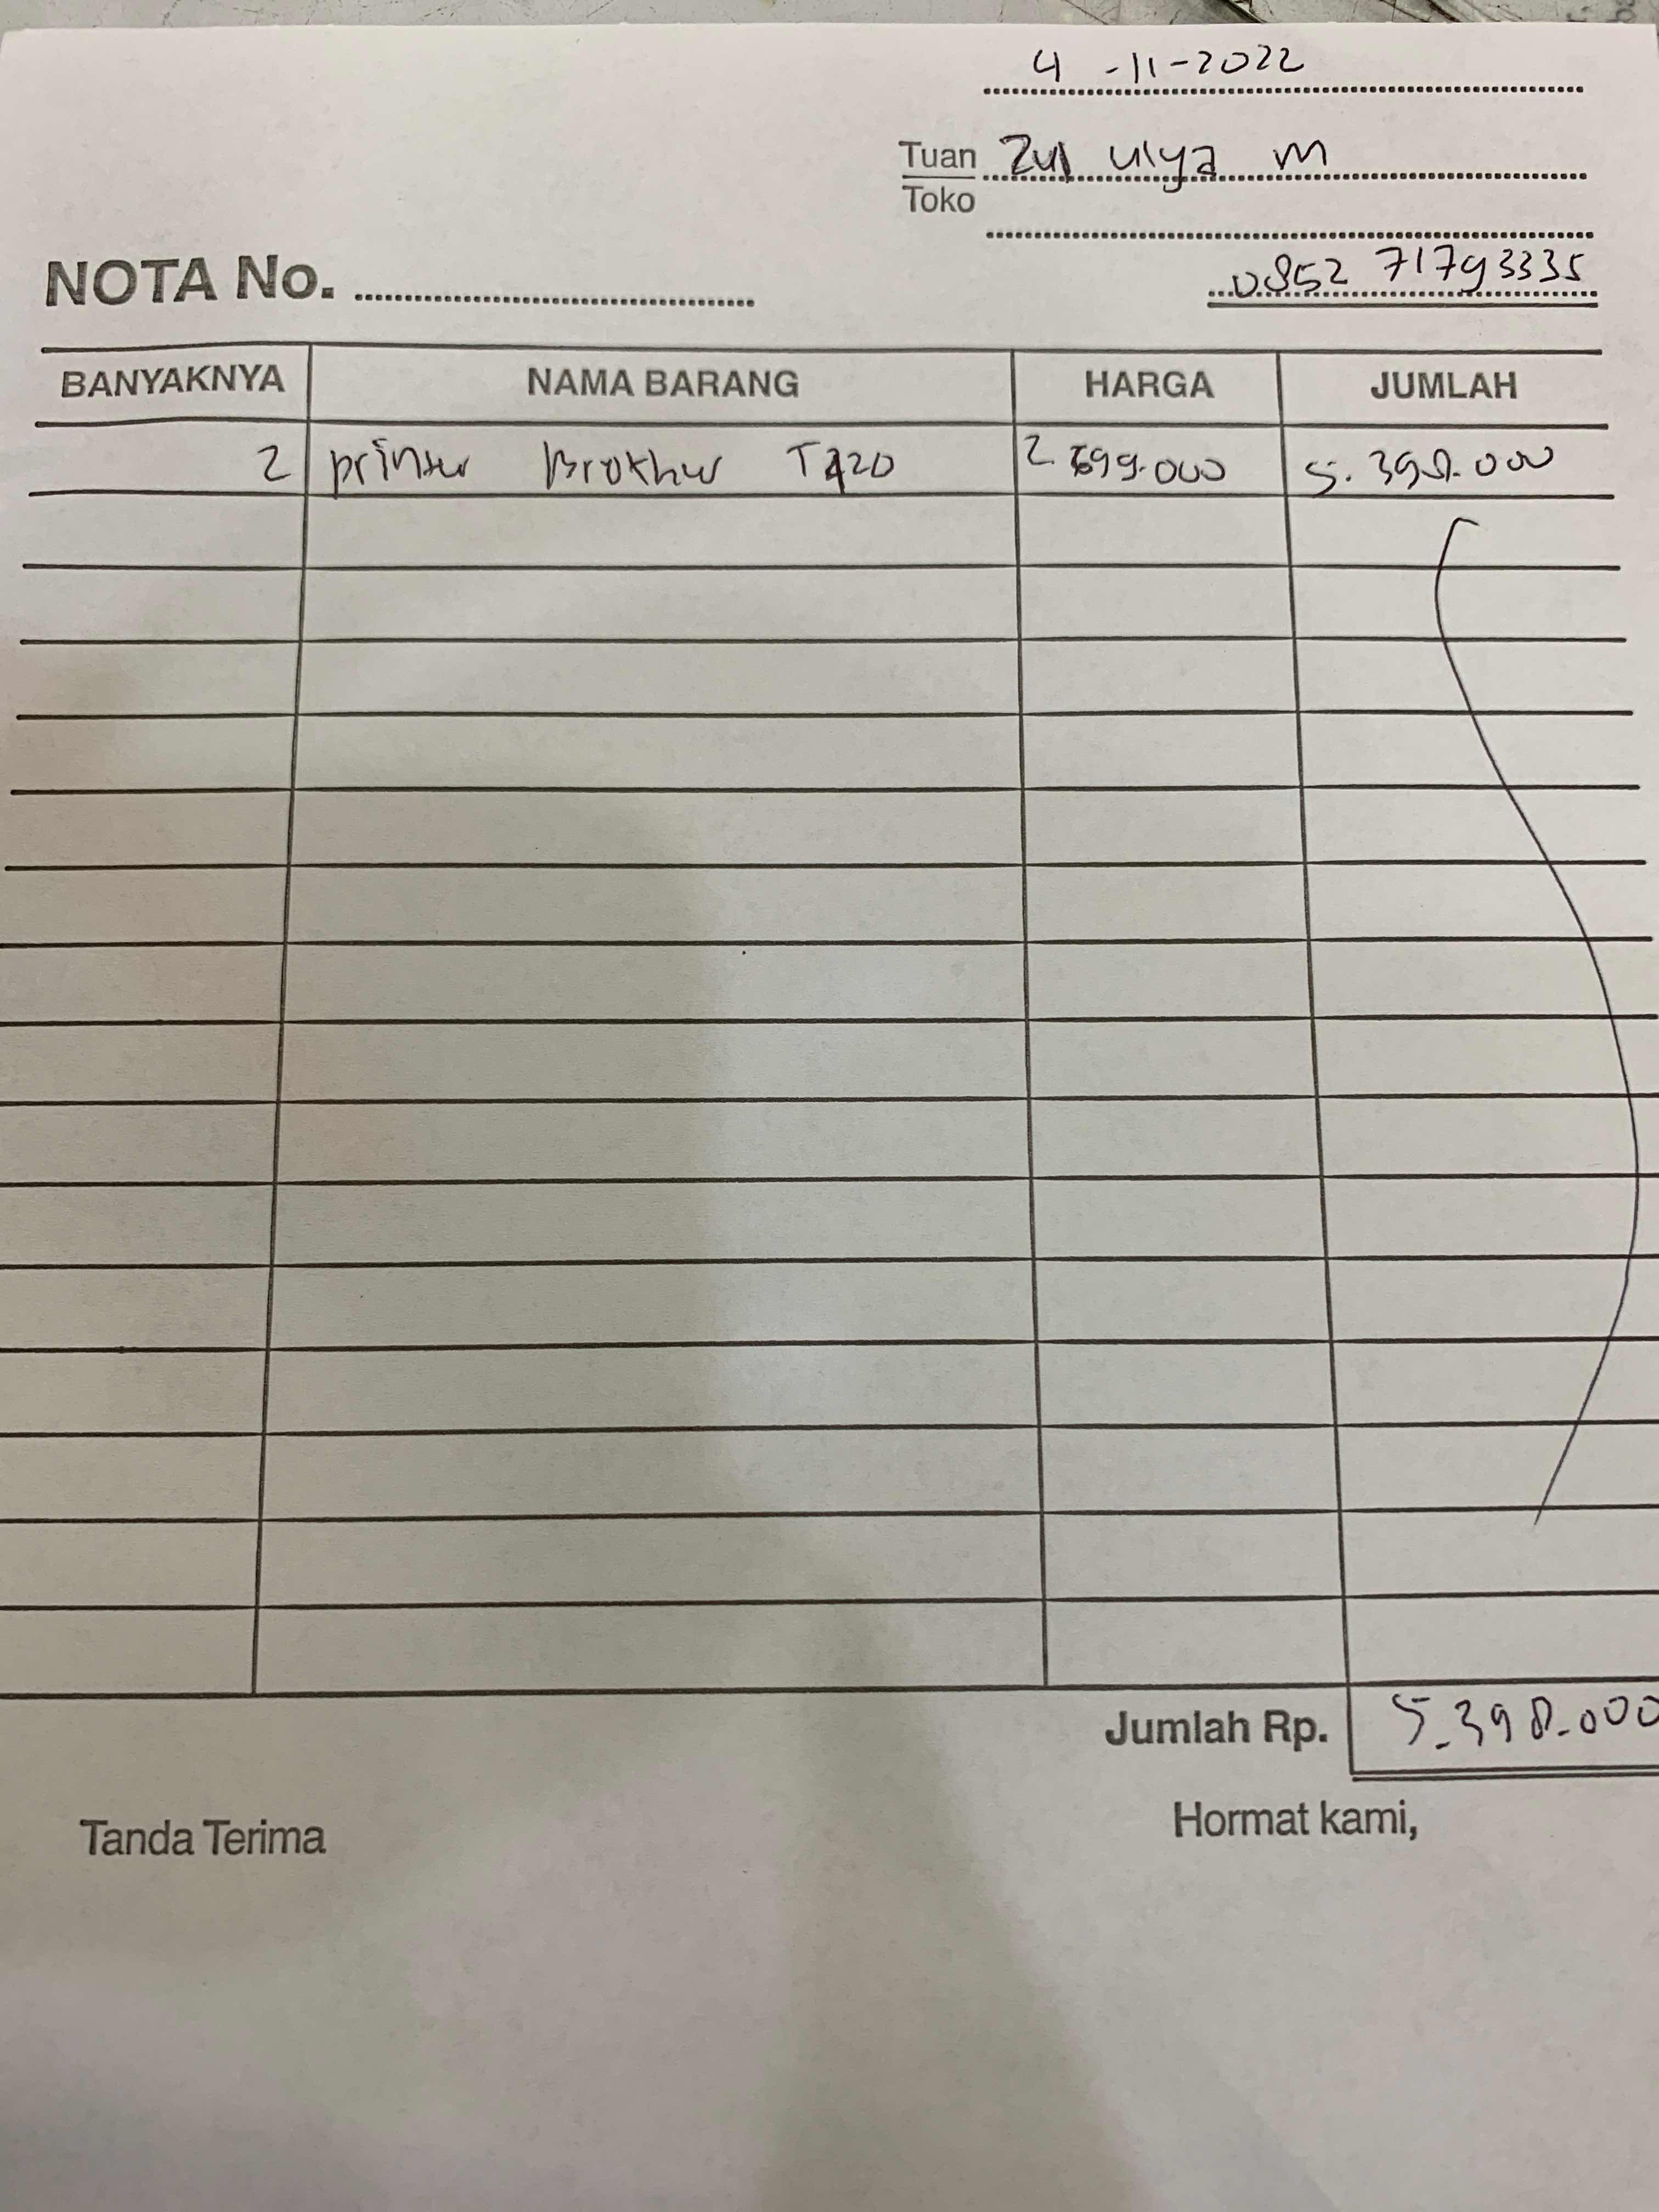 4 -11-2022
Tuan Zul ulya m
Toko
0852 71793335
NOTA No.
BANYAKNYA NAMA BARANG HARGA JUMLAH
2 printer Brother T420 2.699.000 5.398.000
Jumlah Rp. 5.398.000
Tanda Terima Hormat kami,